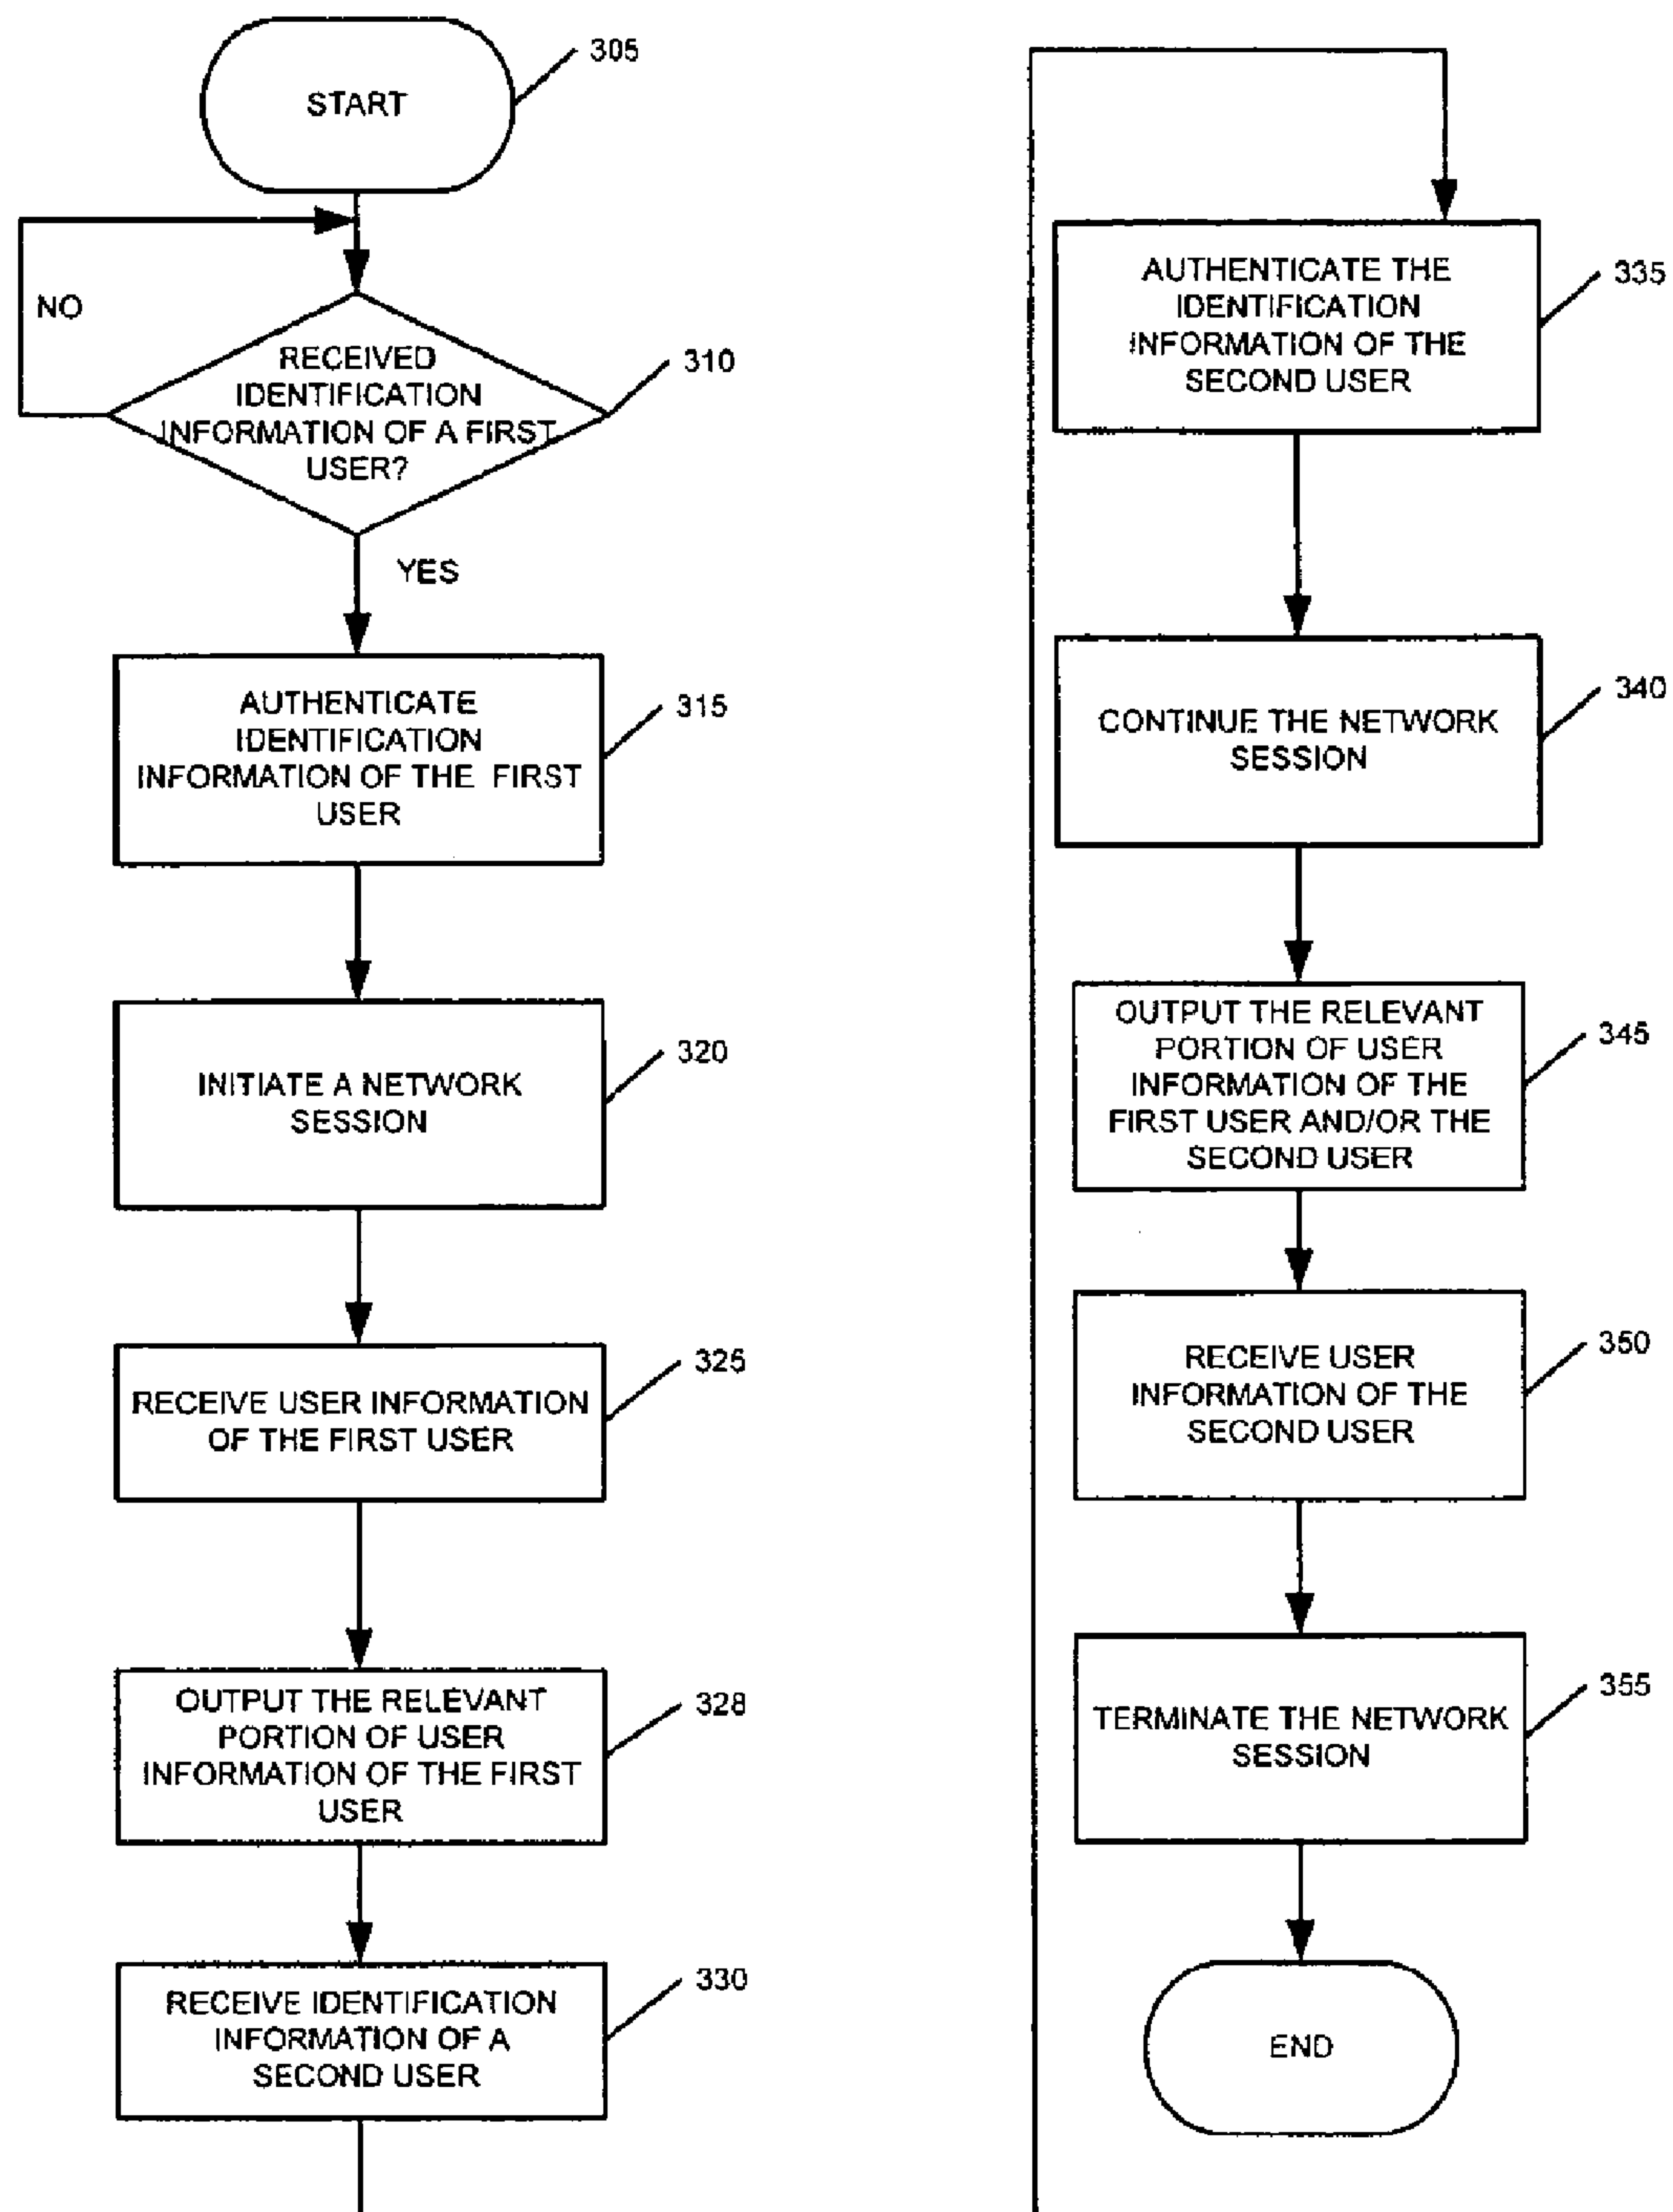 START
305
NO
RECEIVED
IDENTIFICATION
INFORMATION OF A FIRST
USER?
310
YES
AUTHENTICATE
IDENTIFICATION
INFORMATION OF THE FIRST
USER
315
INITIATE A NETWORK
SESSION
320
RECEIVE USER INFORMATION
OF THE FIRST USER
325
OUTPUT THE RELEVANT
PORTION OF USER
INFORMATION OF THE FIRST
USER
328
RECEIVE IDENTIFICATION
INFORMATION OF A
SECOND USER
330
AUTHENTICATE THE
IDENTIFICATION
INFORMATION OF THE
SECOND USER
335
CONTINUE THE NETWORK
SESSION
340
OUTPUT THE RELEVANT
PORTION OF USER
INFORMATION OF THE
FIRST USER AND/OR THE
SECOND USER
345
RECEIVE USER
INFORMATION OF THE
SECOND USER
350
TERMINATE THE NETWORK
SESSION
355
END